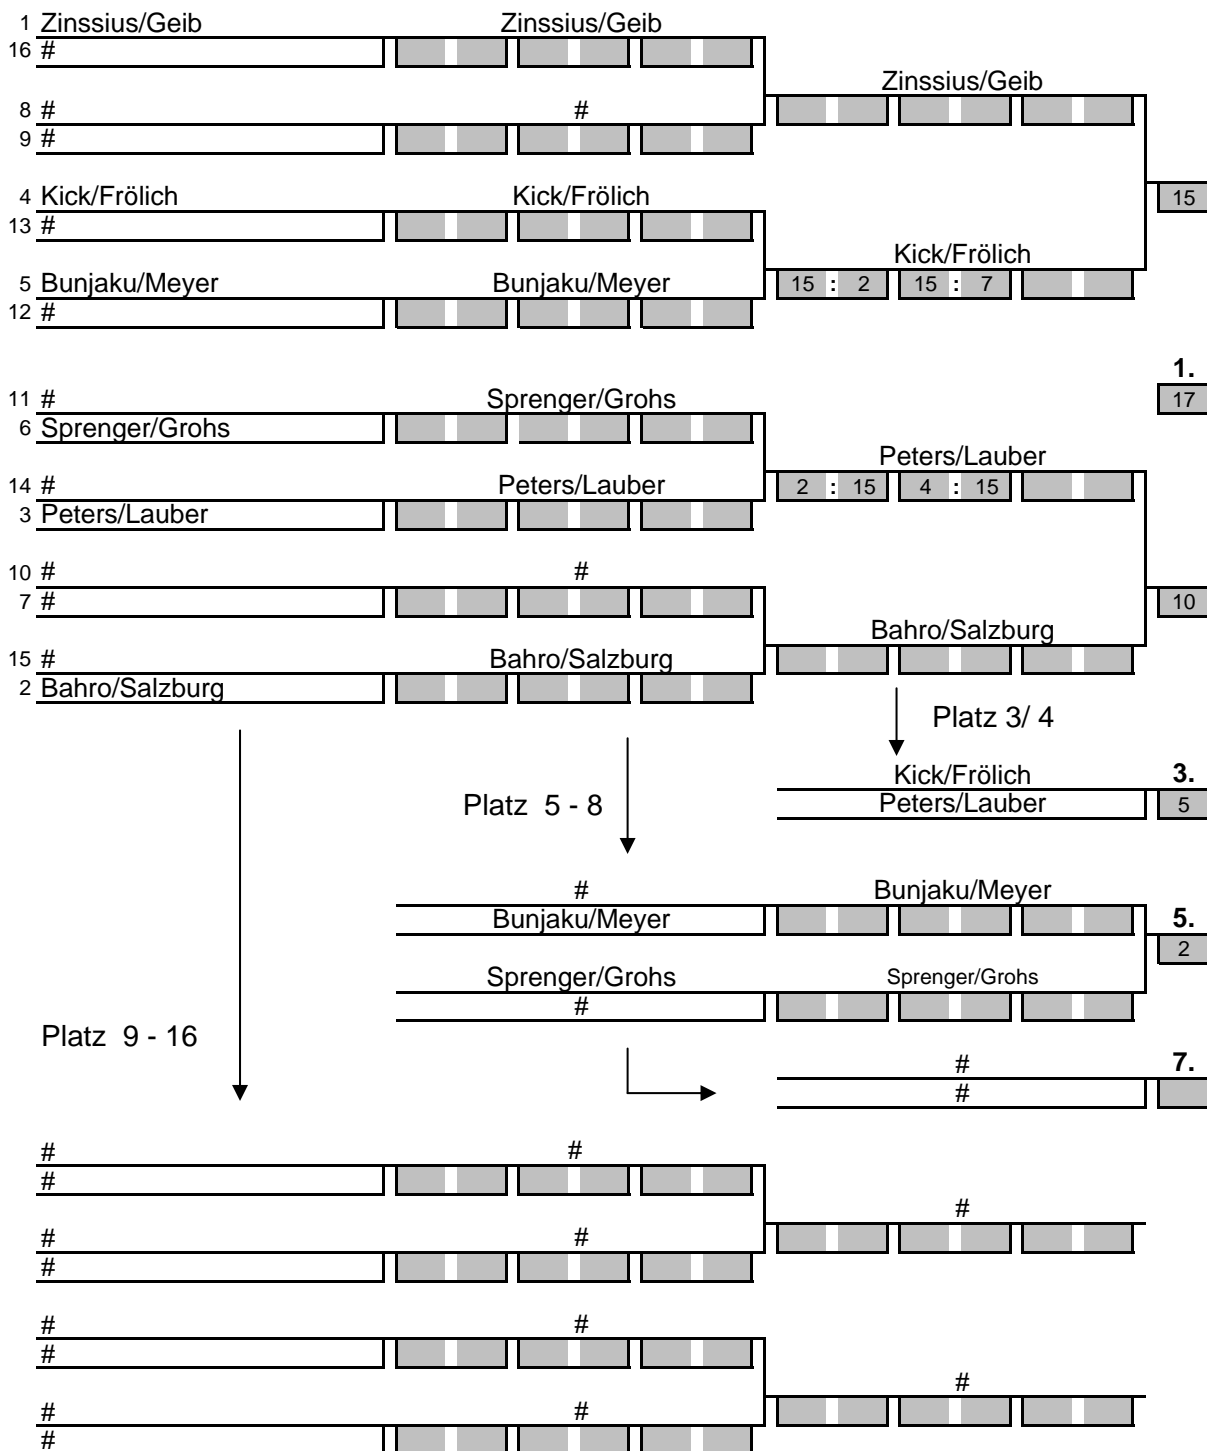 1 Zinssius/Geib Zinssius/Geib
16 #
Zinssius/Geib
8 # #
9 #
4 Kick/Frölich Kick/Frölich
15
13 #
Kick/Frölich
5 Bunjaku/Meyer Bunjaku/Meyer 15 : 2 15 : 7
12 #
1.
11 # Sprenger/Grohs 17
6 Sprenger/Grohs
Peters/Lauber
14 # Peters/Lauber 2 : 15 4 : 15
3 Peters/Lauber
10 # #
7 # 10
Bahro/Salzburg
15 # Bahro/Salzburg
2 Bahro/Salzburg
Platz 3/ 4
Kick/Frölich 3.
Platz 5 - 8 Peters/Lauber 5
# Bunjaku/Meyer
Bunjaku/Meyer 5.
2
Sprenger/Grohs Sprenger/Grohs
#
Platz 9 - 16
# 7.
#
# #
#
#
# #
#
# #
#
#
# #
#